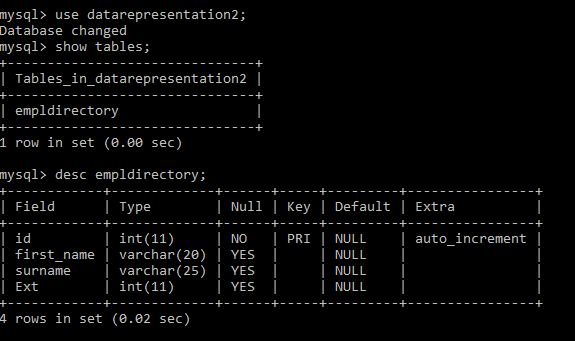 mysql> use datarepresentation2;
Database changed
mysql> show tables;
+-------------------------------+
| Tables_in_datarepresentation2 |
+-------------------------------+
| empldirectory                 |
+-------------------------------+
1 row in set (0.00 sec)

mysql> desc empldirectory;
+------------+-------------+------+-----+---------+----------------+
| Field      | Type        | Null | Key | Default | Extra          |
+------------+-------------+------+-----+---------+----------------+
| id         | int(11)     | NO   | PRI | NULL    | auto_increment |
| first_name | varchar(20) | YES  |     | NULL    |                |
| surname    | varchar(25) | YES  |     | NULL    |                |
| Ext        | int(11)     | YES  |     | NULL    |                |
+------------+-------------+------+-----+---------+----------------+
4 rows in set (0.02 sec)